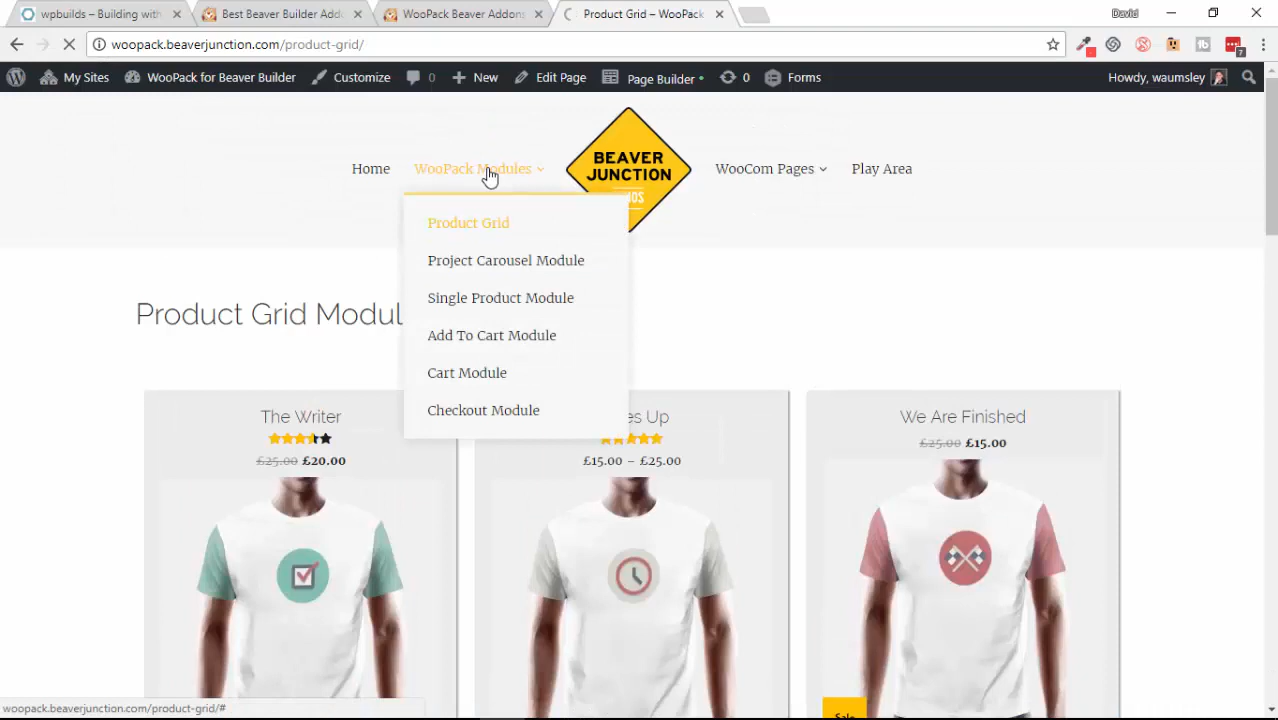 wpbuilds – Building with
Best Beaver Builder Add
WooPack Beaver Addons
Product Grid – WooPack
David
woopack.beaverjunction.com/product-grid/
7
My Sites
WooPack for Beaver Builder
Customize
0
New
Edit Page
Page Builder
0
Forms
Howdy, waumsley
Home
WooPack Modules
BEAVER
JUNCTION
WooCom Pages
Play Area
Product Grid
Project Carousel Module
Single Product Module
Add To Cart Module
Cart Module
Checkout Module
Product Grid Modul
The Writer
£25.00 £20.00
es Up
£15.00 – £25.00
We Are Finished
£25.00 £15.00
Sale
woopack.beaverjunction.com/product-grid/#